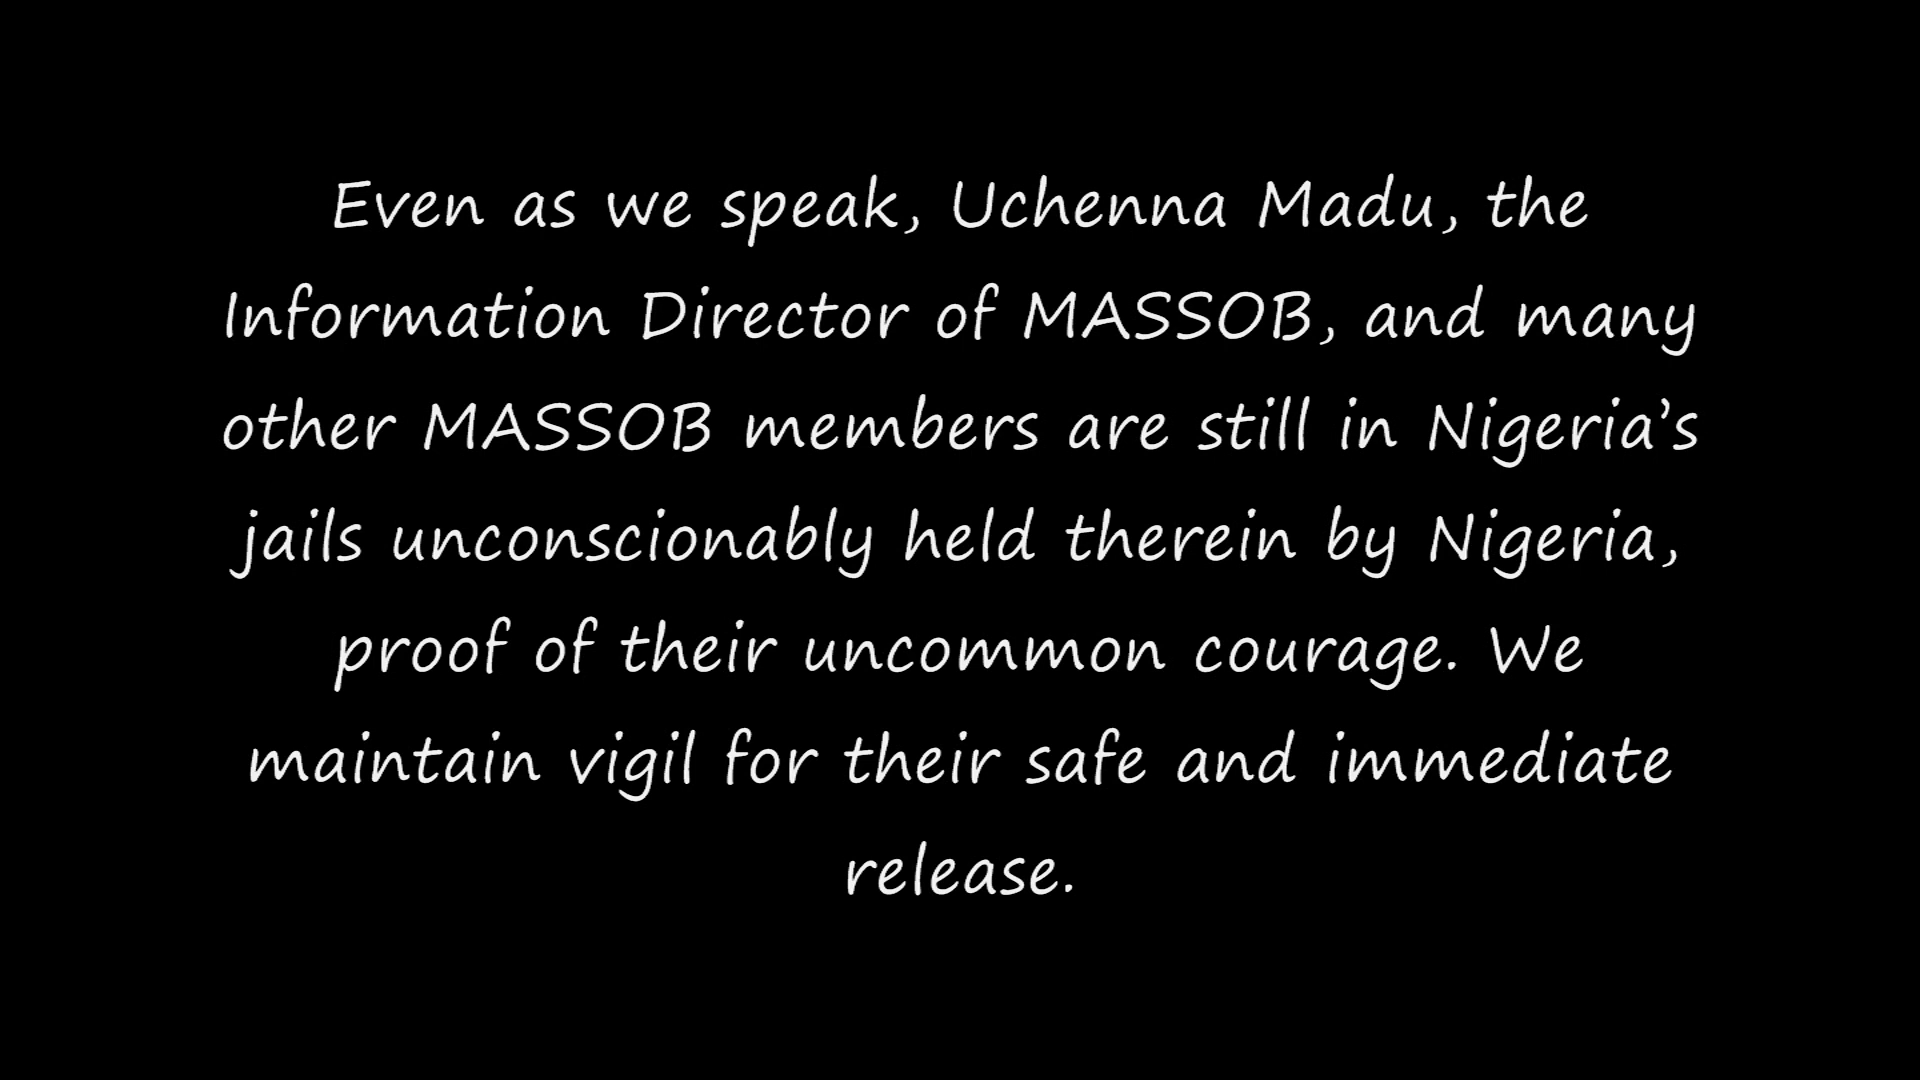 Even as we speak, Uchenna Madu, the
Information Director of MASSOB, and many
other MASSOB members are still in Nigeria’s
jails unconscionably held therein by Nigeria,
proof of their uncommon courage. We
maintain vigil for their safe and immediate
release.